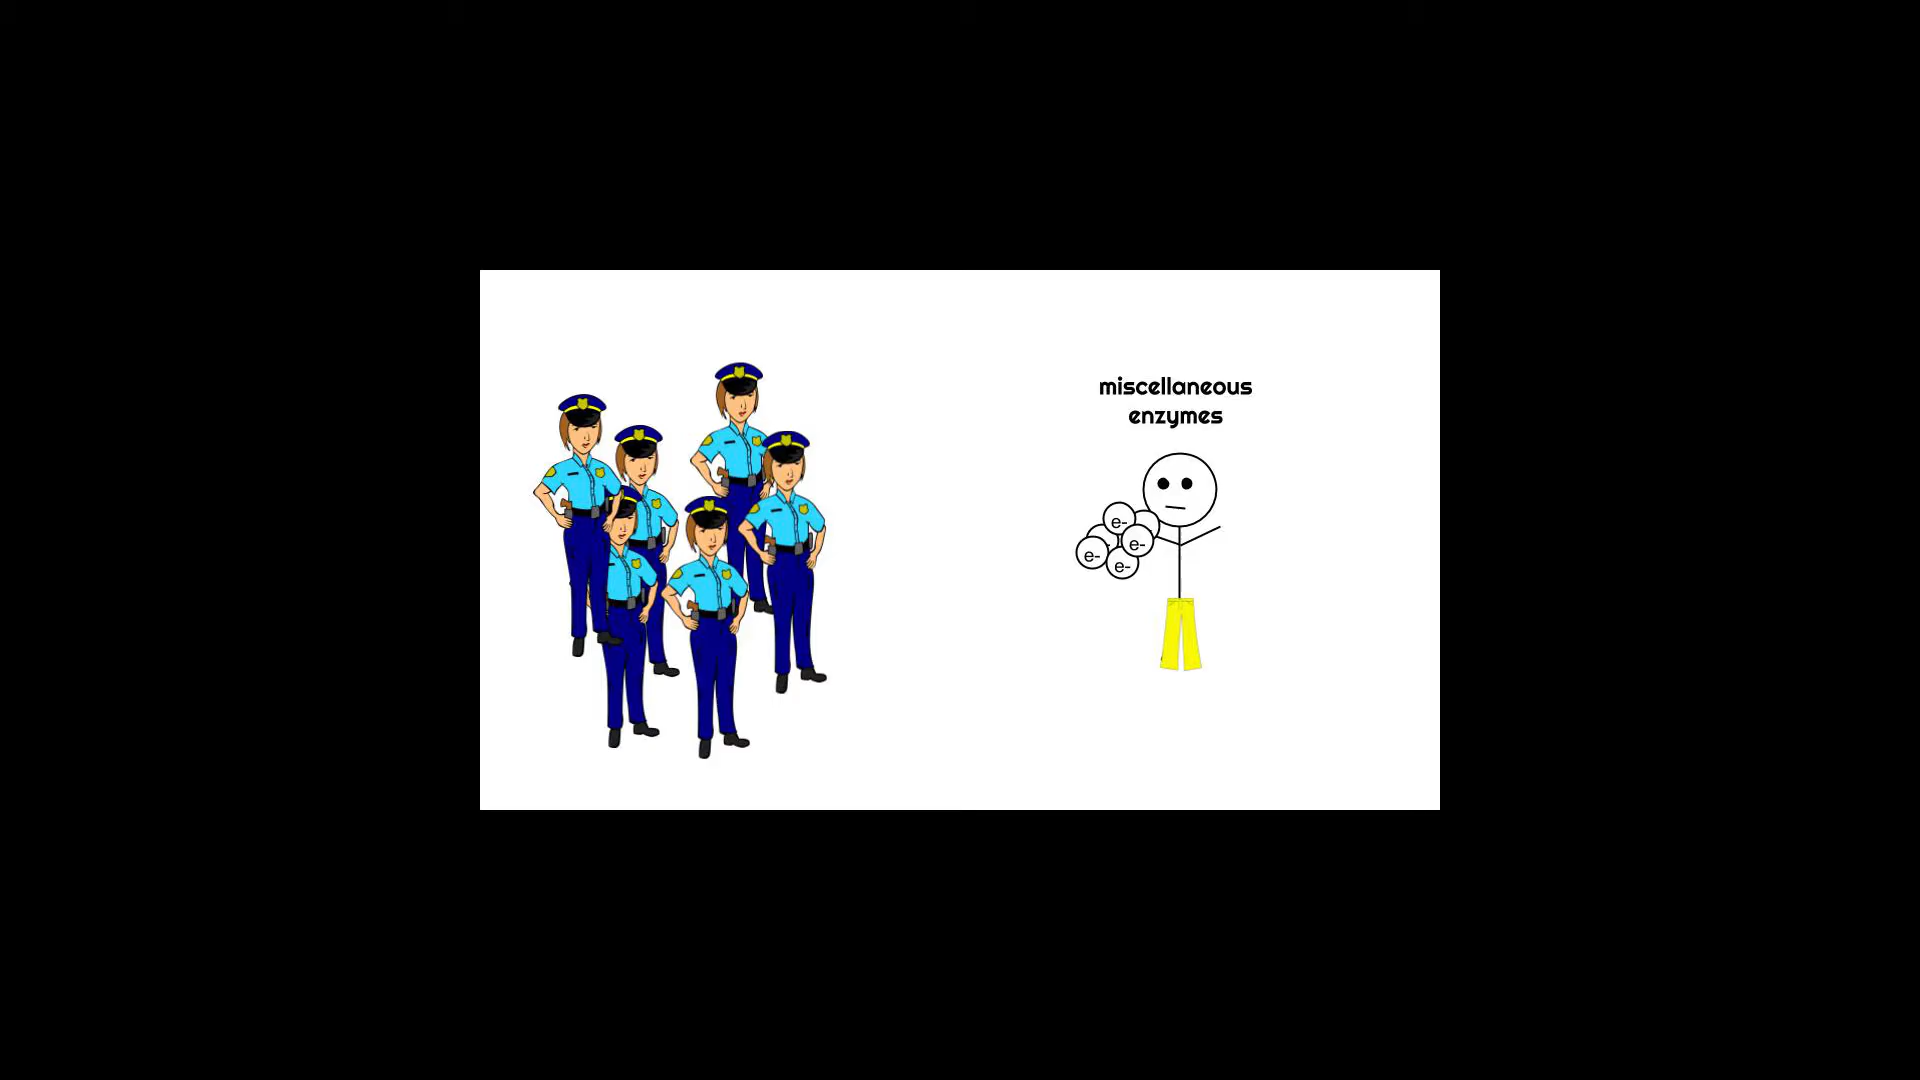 miscellaneous
enzymes
e-
e-
e-
e-